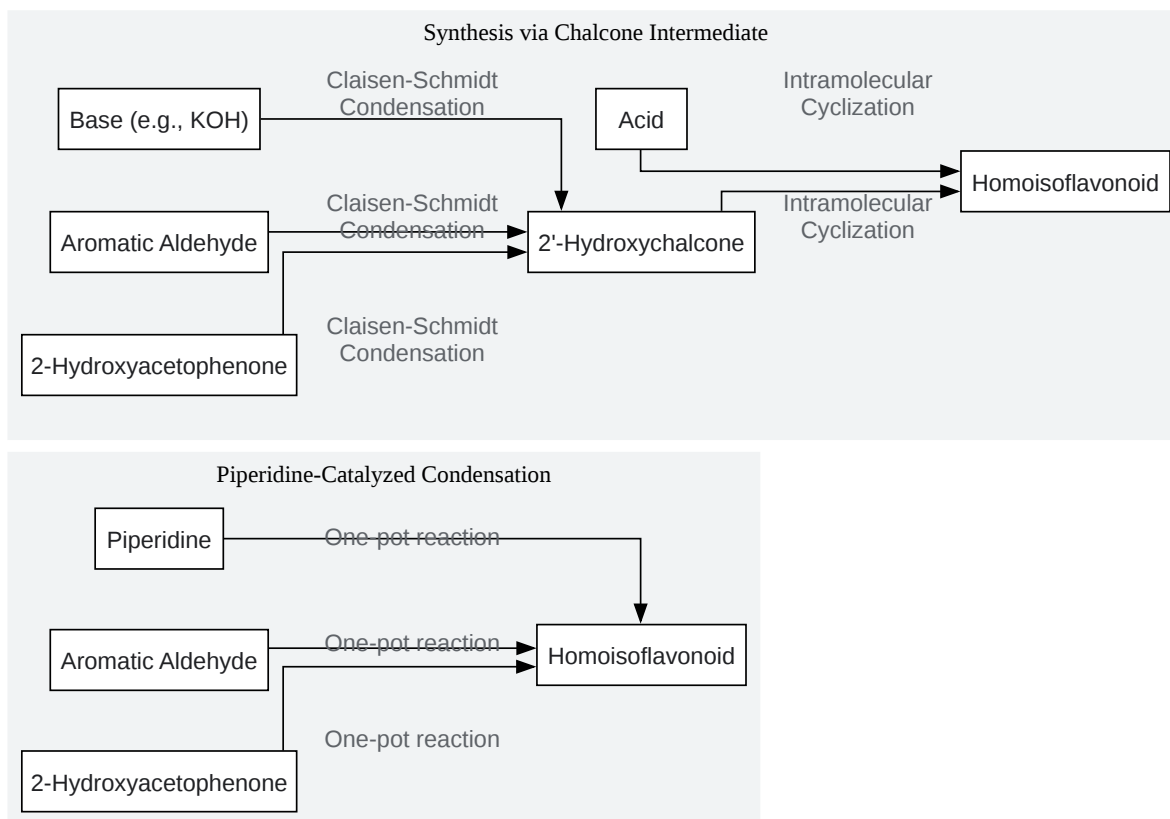 Synthesis via Chalcone Intermediate
Claisen-Schmidt
Condensation
Intramolecular
Cyclization
Base (e.g., KOH)
Acid
Homoisoflavonoid
Claisen-Schmidt
Condensation
Intramolecular
Cyclization
Aromatic Aldehyde
2'-Hydroxychalcone
Claisen-Schmidt
Condensation
2-Hydroxyacetophenone
Piperidine-Catalyzed Condensation
Piperidine
One-pot reaction
Aromatic Aldehyde
One-pot reaction
Homoisoflavonoid
One-pot reaction
2-Hydroxyacetophenone